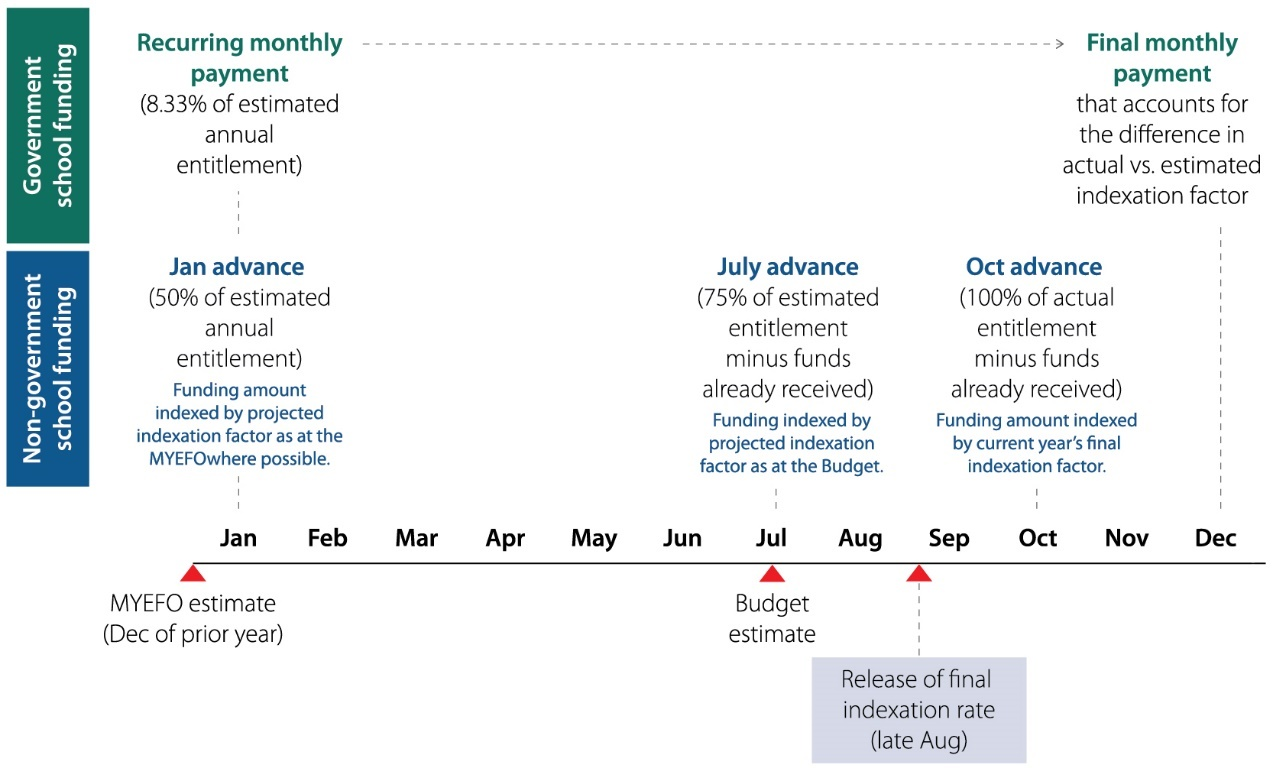 Government
school funding
Recurring monthly
payment
(8.33% of estimated
annual
entitlement)
Final monthly
payment
that accounts for
the difference in
actual vs. estimated
indexation factor
Non-government
school funding
Jan advance
(50% of estimated
annual
entitlement)
Funding amount
indexed by projected
indexation factor as at the
MYEFOwhere possible.
July advance
(75% of estimated
entitlement
minus funds
already received)
Funding indexed by
projected indexation
factor as at the Budget.
Oct advance
(100% of actual
entitlement
minus funds
already received)
Funding amount indexed
by current year's final
indexation factor.
Jan Feb Mar Apr May Jun Jul Aug Sep Oct Nov Dec
MYEFO estimate
(Dec of prior year)
Budget
estimate
Release of final
indexation rate
(late Aug)